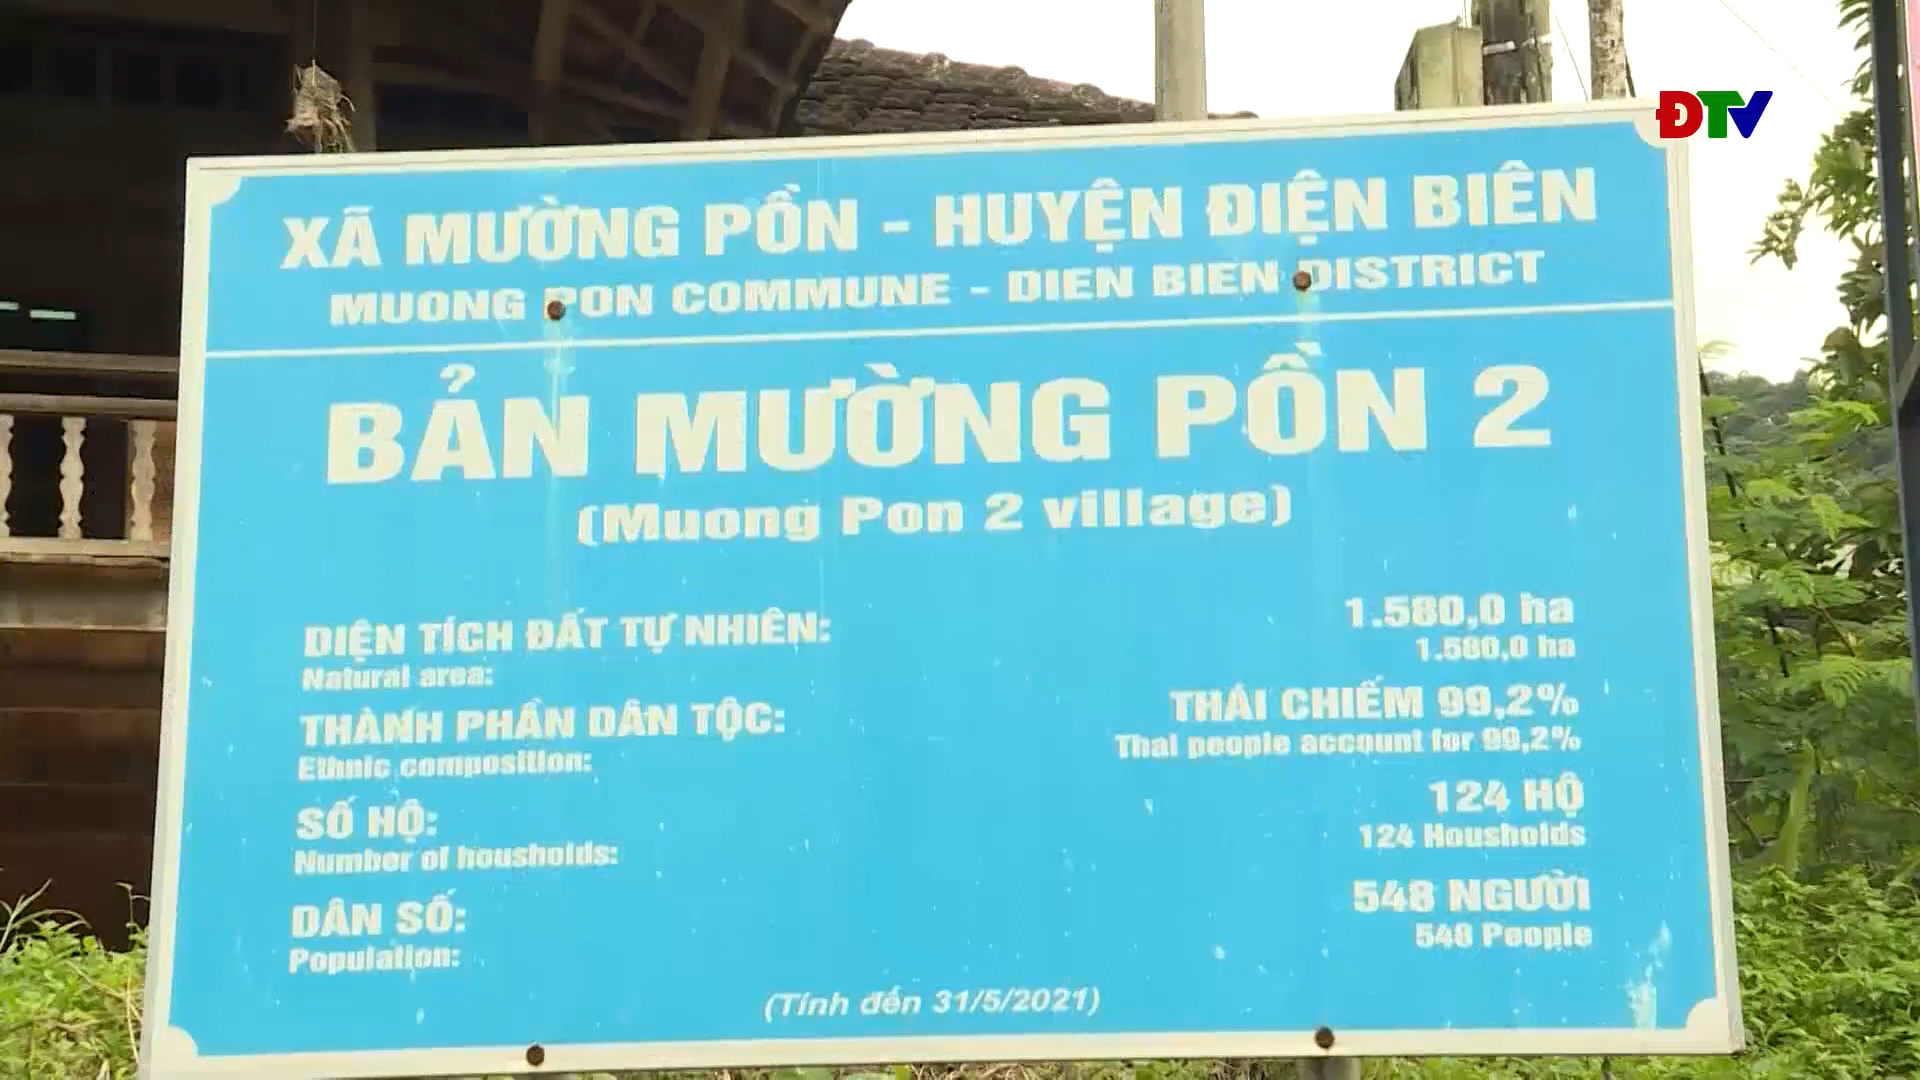 ĐTV
XÃ MƯỜNG PỒN - HUYỆN ĐIỆN BIÊN
MUONG PON COMMUNE - DIEN BIEN DISTRICT
BẢN MƯỜNG PỒN 2
(Muong Pon 2 village)
DIỆN TÍCH ĐẤT TỰ NHIÊN: 1.580,0 ha
Natural area: 1.580,0 ha
THÀNH PHẦN DÂN TỘC: THÁI CHIẾM 99,2%
Ethnic composition: Thai people account for 99,2%
SỐ HỘ: 124 HỘ
Number of housholds: 124 Housholds
DÂN SỐ: 548 NGƯỜI
Population: 548 People
(Tính đến 31/5/2021)